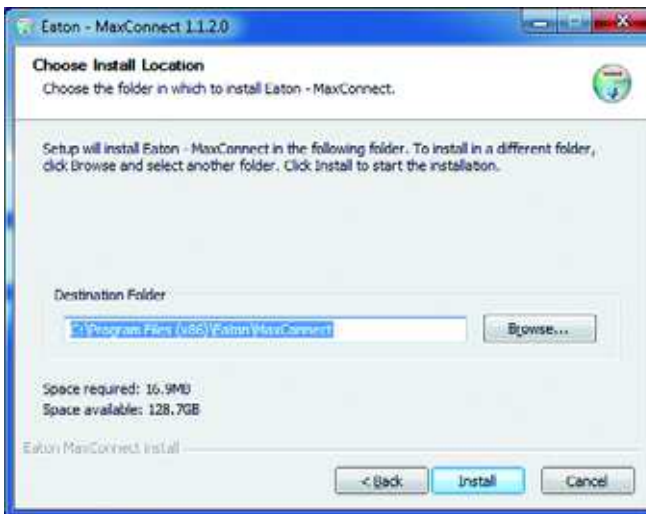 Eaton - MaxConnect 1.1.2.0
Choose Install Location
Choose the folder in which to install Eaton - MaxConnect.
Setup will install Eaton - MaxConnect in the following folder. To install in a different folder,
click Browse and select another folder. Click Install to start the installation.
Destination Folder
C:\Program Files (x86)\Eaton\MaxConnect
Browse...
Space required: 16.9MB
Space available: 128.7GB
Eaton MaxConnect Install
< Back
Install
Cancel